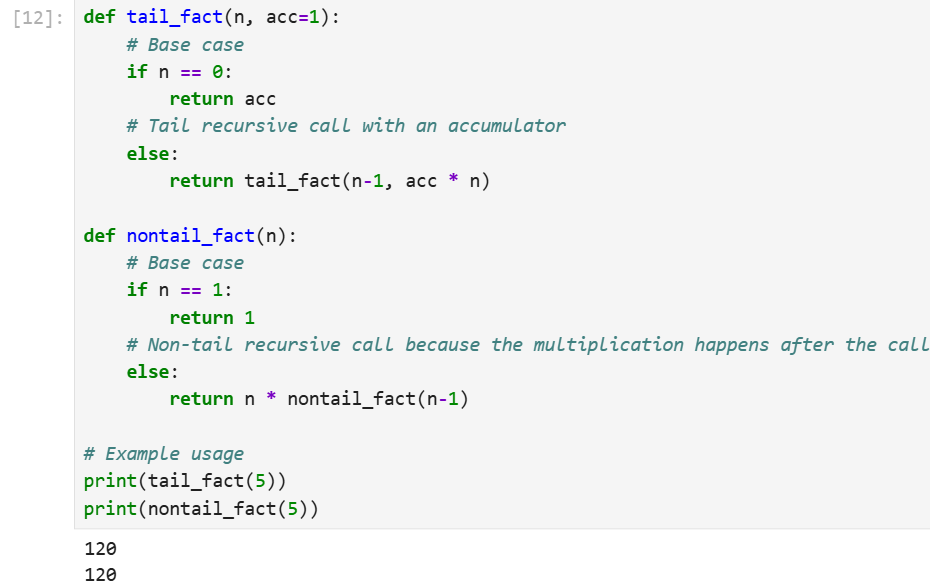 [12]: def tail_fact(n, acc=1):
    # Base case
    if n == 0:
        return acc
    # Tail recursive call with an accumulator
    else:
        return tail_fact(n-1, acc * n)

def nontail_fact(n):
    # Base case
    if n == 1:
        return 1
    # Non-tail recursive call because the multiplication happens after the call
    else:
        return n * nontail_fact(n-1)

# Example usage
print(tail_fact(5))
print(nontail_fact(5))
120
120